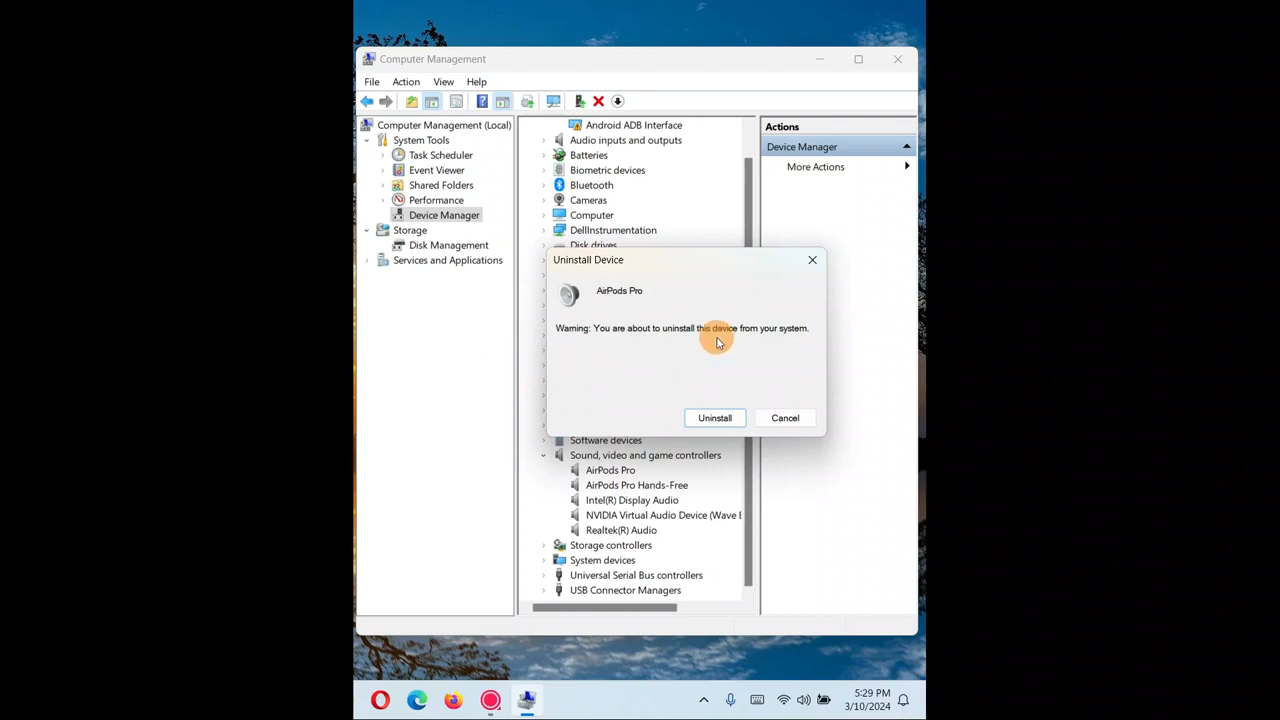 Computer Management
File Action View Help
Computer Management (Local)
System Tools
Task Scheduler
Event Viewer
Shared Folders
Performance
Device Manager
Storage
Disk Management
Services and Applications
Android ADB Interface
Audio inputs and outputs
Batteries
Biometric devices
Bluetooth
Cameras
Computer
DellInstrumentation
Disk drives
Uninstall Device
AirPods Pro
Warning: You are about to uninstall this device from your system.
Uninstall Cancel
Software devices
Sound, video and game controllers
AirPods Pro
AirPods Pro Hands-Free
Intel(R) Display Audio
NVIDIA Virtual Audio Device (Wave E
Realtek(R) Audio
Storage controllers
System devices
Universal Serial Bus controllers
USB Connector Managers
Actions
Device Manager
More Actions
5:29 PM
3/10/2024